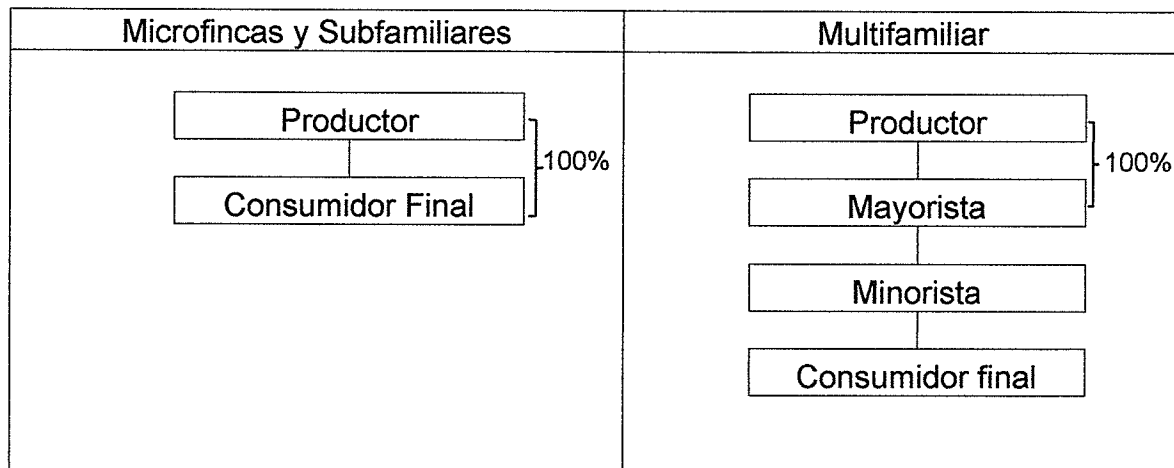 Microfincas y Subfamiliares
Productor
100%
Consumidor Final
Multifamiliar
Productor
100%
Mayorista
Minorista
Consumidor final